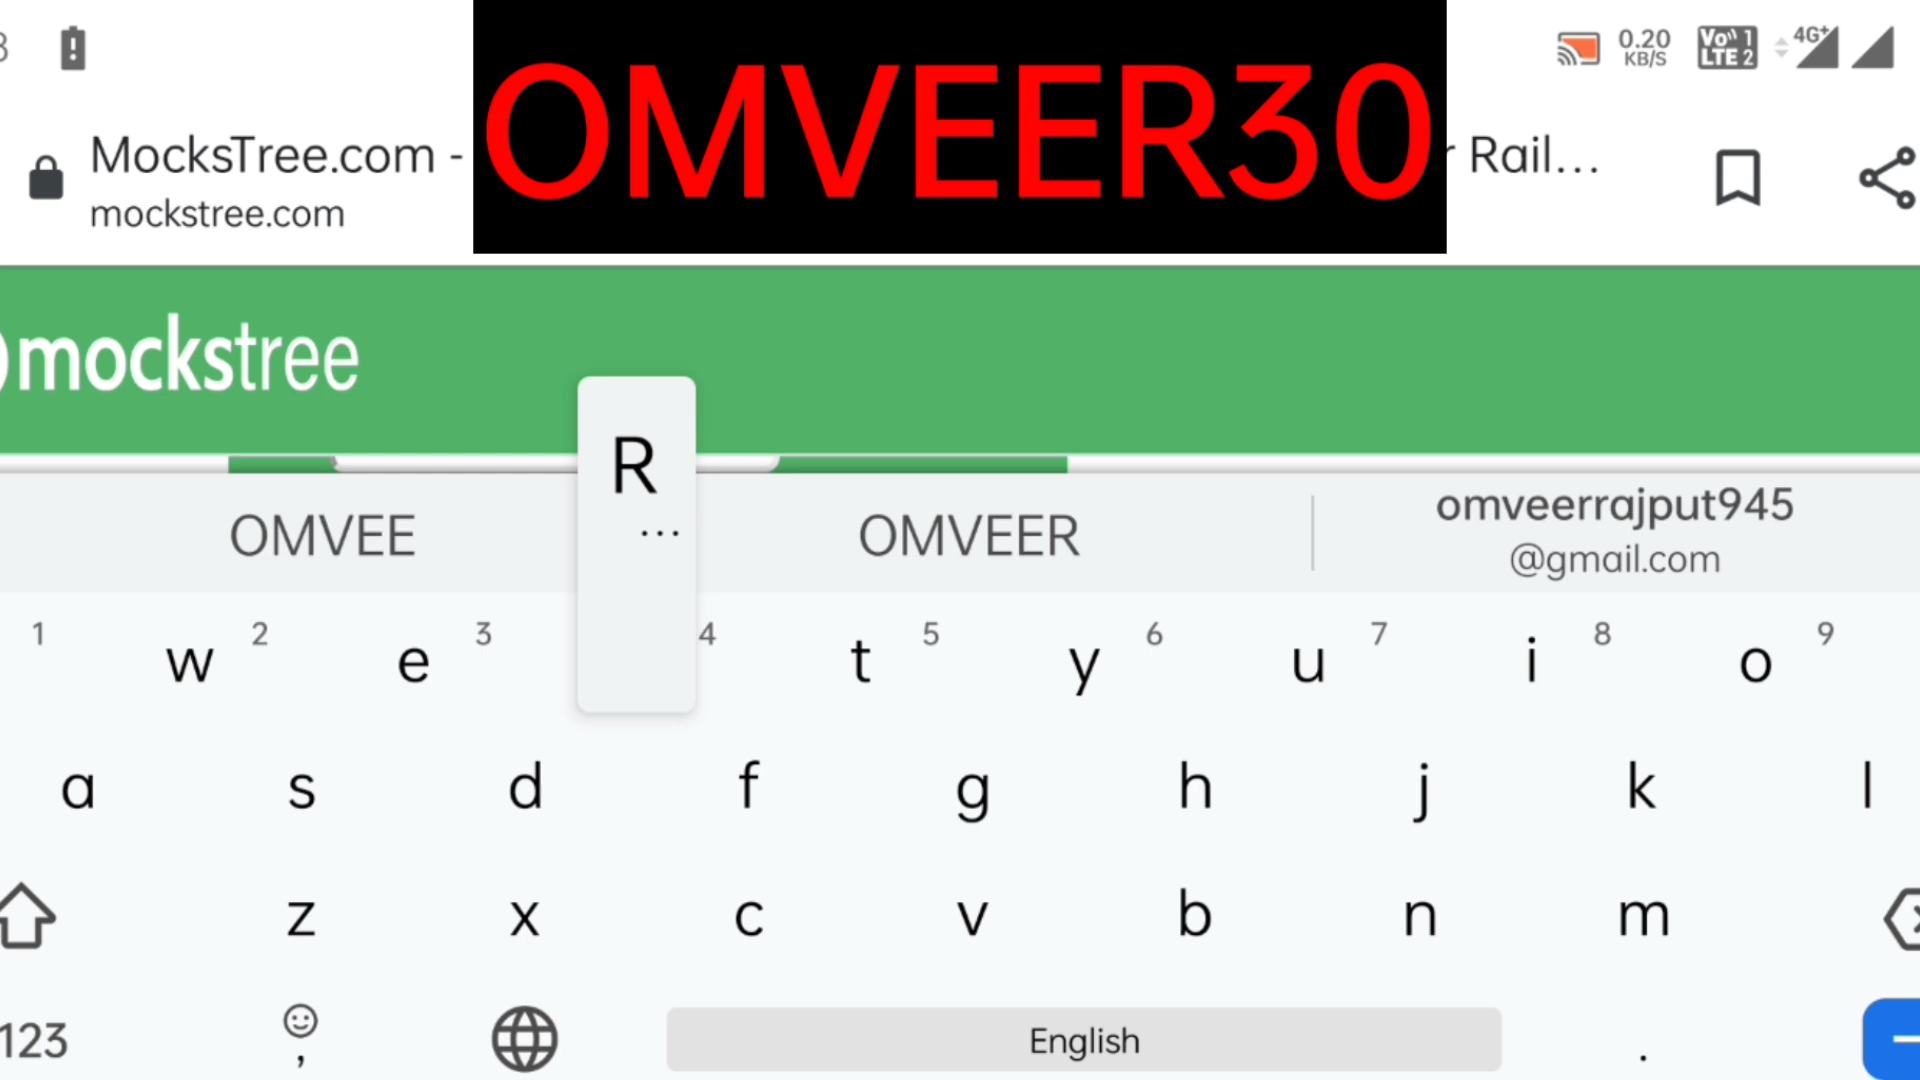 0.20
KB/S
Vo 1
LTE 2
4G+
OMVEER30
MocksTree.com -
Rail...
mockstree.com
mockstree
R
...
OMVEE
OMVEER
omveerrajput945
@gmail.com
1 2 3 4 5 6 7 8 9
w e t y u i o
a s d f g h j k l
z x c v b n m
123
,
English
.